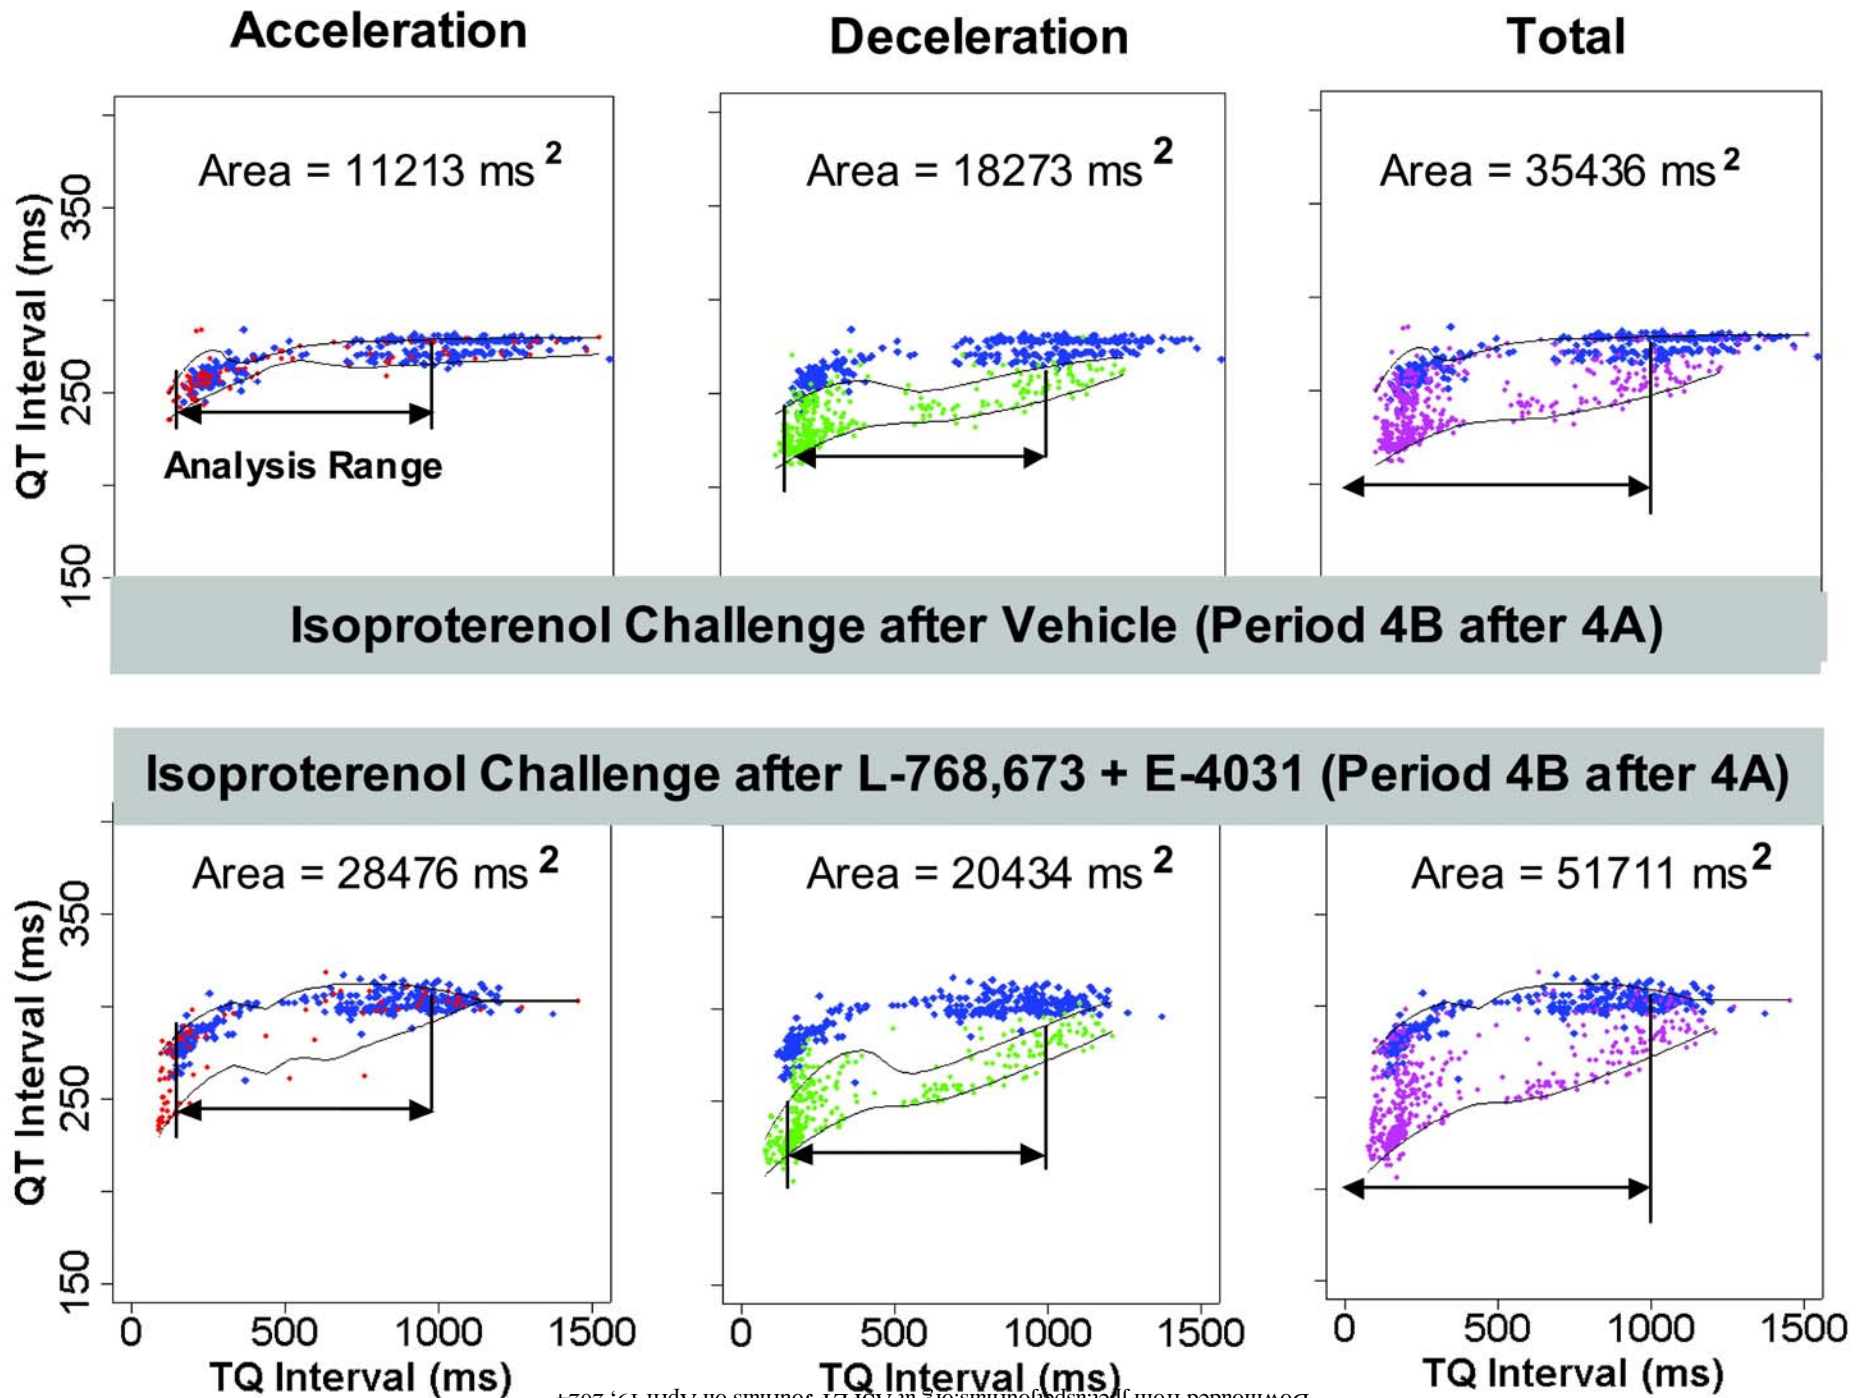 Acceleration
Deceleration
Total
Area = 11213 ms 2
Area = 18273 ms 2
Area = 35436 ms 2
QT Interval (ms)
350
250
150
Analysis Range
Isoproterenol Challenge after Vehicle (Period 4B after 4A)
Isoproterenol Challenge after L-768,673 + E-4031 (Period 4B after 4A)
Area = 28476 ms 2
Area = 20434 ms 2
Area = 51711 ms 2
QT Interval (ms)
350
250
150
0 500 1000 1500
0 500 1000 1500
0 500 1000 1500
TQ Interval (ms)
TQ Interval (ms)
TQ Interval (ms)